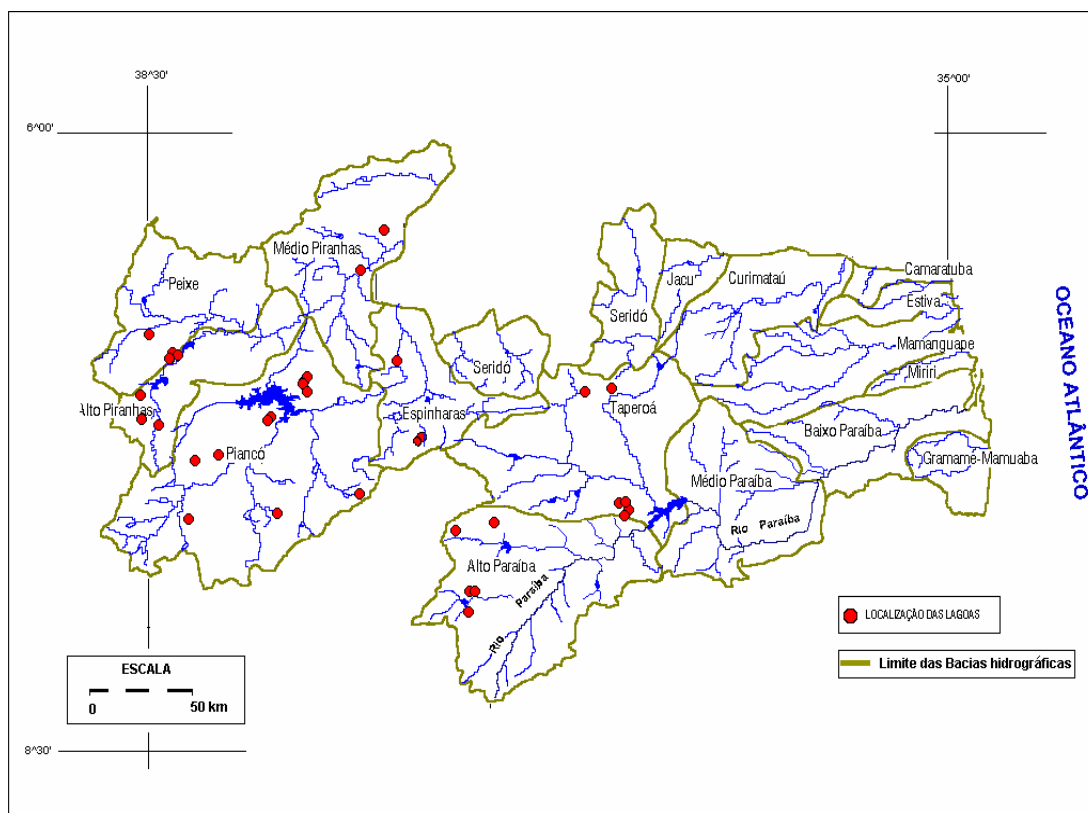 38^30'
35^00'
6^00'
Médio Piranhas
Peixe
Jacu
Curimataú
Camaratuba
Estiva
Seridó
Mamanguape
Seridó
Miriri
Alto Piranhas
Espinharas
Taperoá
Baixo Paraíba
Piancó
Gramame-Mamuaba
Médio Paraíba
Rio Paraíba
Alto Paraíba
Rio Paraíba
OCEANO ATLÂNTICO
LOCALIZAÇÃO DAS LAGOAS
Limite das Bacias hidrográficas
ESCALA
0 50 km
8^30'